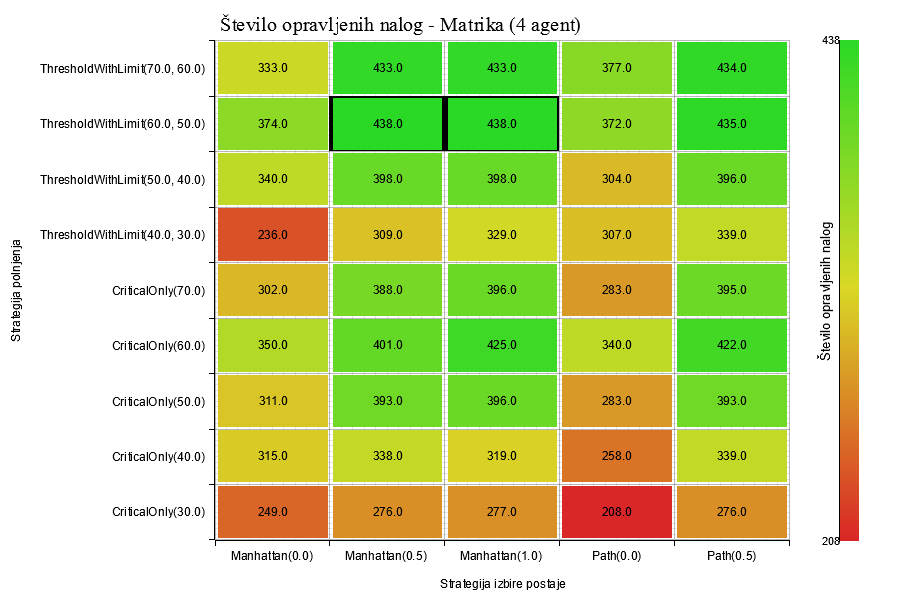 Število opravljenih nalog - Matrika (4 agent)
438
ThresholdWithLimit(70.0, 60.0) 333.0 433.0 433.0 377.0 434.0
ThresholdWithLimit(60.0, 50.0) 374.0 438.0 438.0 372.0 435.0
ThresholdWithLimit(50.0, 40.0) 340.0 398.0 398.0 304.0 396.0
ThresholdWithLimit(40.0, 30.0) 236.0 309.0 329.0 307.0 339.0
CriticalOnly(70.0) 302.0 388.0 396.0 283.0 395.0
CriticalOnly(60.0) 350.0 401.0 425.0 340.0 422.0
CriticalOnly(50.0) 311.0 393.0 396.0 283.0 393.0
CriticalOnly(40.0) 315.0 338.0 319.0 258.0 339.0
CriticalOnly(30.0) 249.0 276.0 277.0 208.0 276.0
208
Manhattan(0.0) Manhattan(0.5) Manhattan(1.0) Path(0.0) Path(0.5)
Strategija izbire postaje
Strategija polnjenja
Število opravljenih nalog